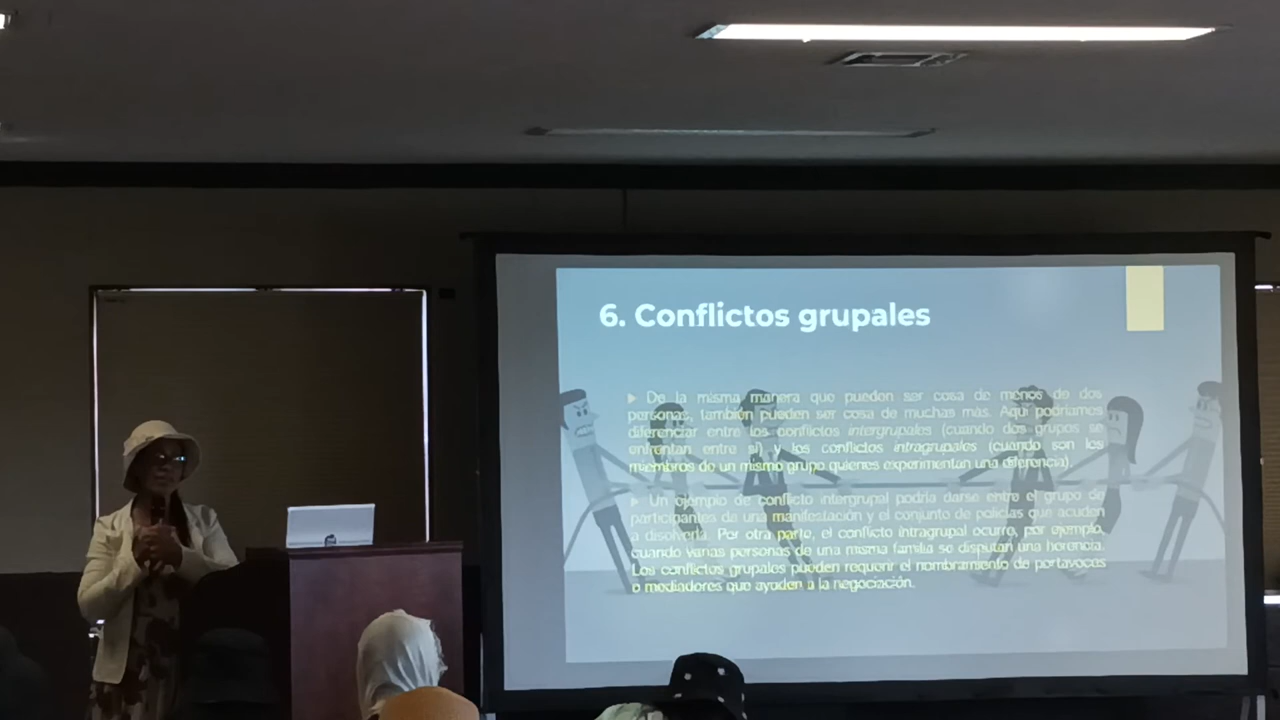 6. Conflictos grupales
De la misma manera que pueden ser cosa de menos de dos
personas, también pueden ser cosa de muchas más. Aquí podríamos
diferenciar entre los conflictos intergrupales (cuando dos grupos se
enfrentan entre sí) y los conflictos intragrupales (cuando son los
miembros de un mismo grupo quienes experimentan una diferencia).
Un ejemplo de conflicto intergrupal podría darse entre el grupo de
participantes de una manifestación y el conjunto de policías que acuden
a disolverla. Por otra parte, el conflicto intragrupal ocurre, por ejemplo,
cuando varias personas de una misma familia se disputan una herencia.
Los conflictos grupales pueden requerir el nombramiento de portavoces
o mediadores que ayuden a la negociación.